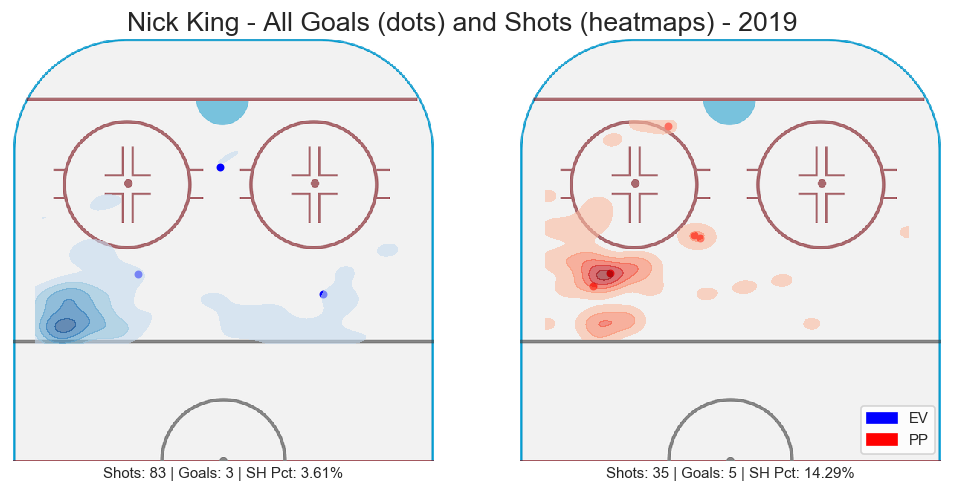 Nick King - All Goals (dots) and Shots (heatmaps) - 2019
EV
PP
Shots: 83 | Goals: 3 | SH Pct: 3.61%
Shots: 35 | Goals: 5 | SH Pct: 14.29%